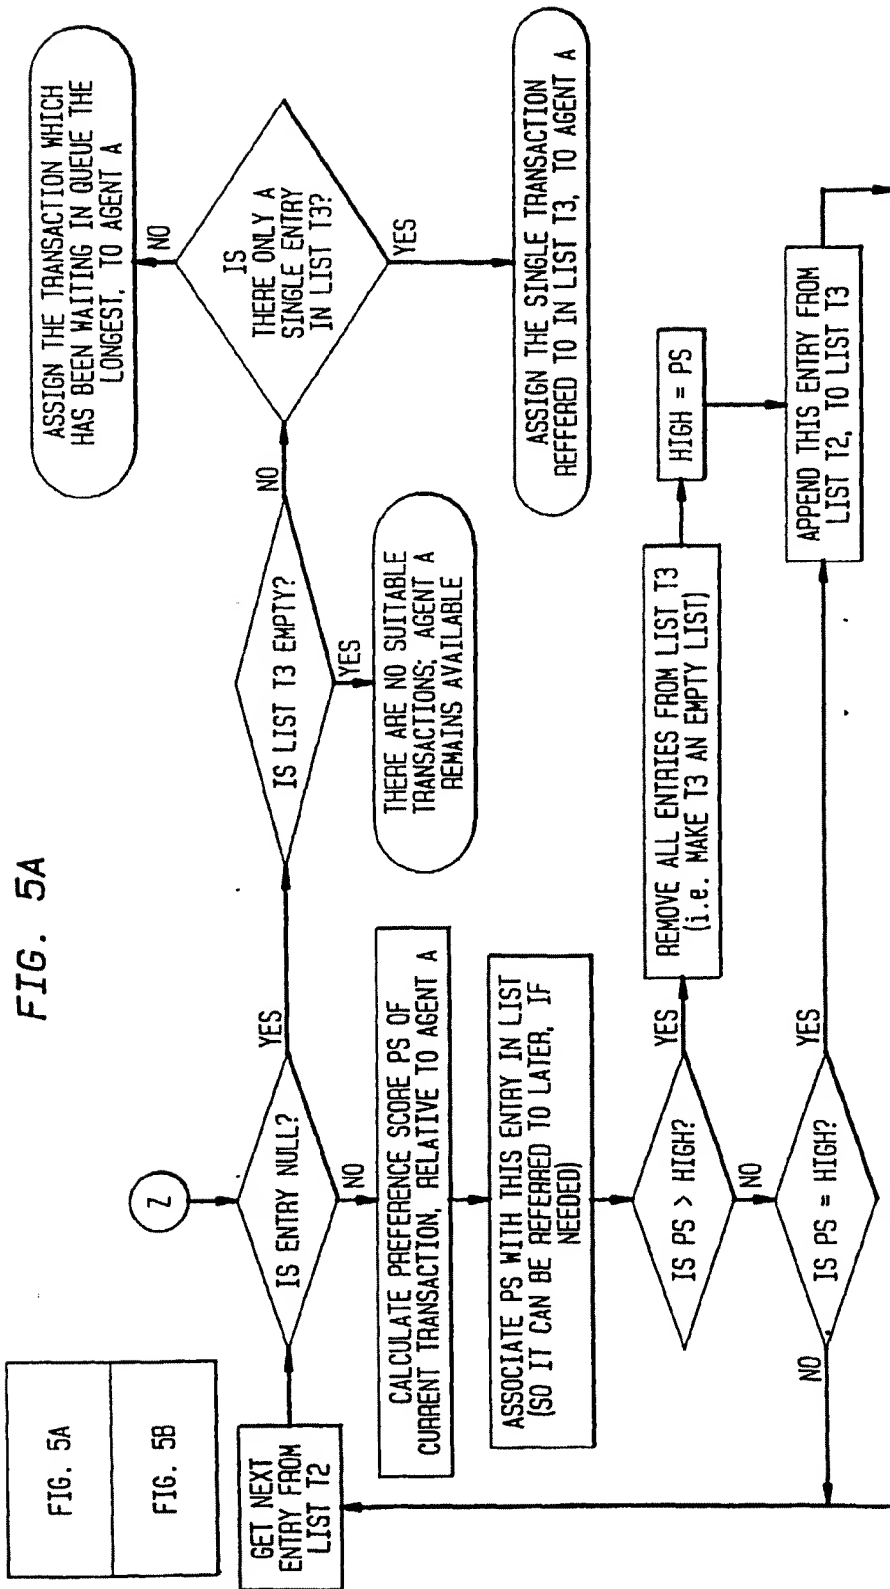 FIG. 5A
FIG. 5A
FIG. 5B
Z
GET NEXT
ENTRY FROM
LIST T2
IS ENTRY NULL?
YES
NO
IS LIST T3 EMPTY?
NO
YES
IS
THERE ONLY A
SINGLE ENTRY
IN LIST T3?
NO
YES
ASSIGN THE TRANSACTION WHICH
HAS BEEN WAITING IN QUEUE THE
LONGEST, TO AGENT A
THERE ARE NO SUITABLE
TRANSACTIONS; AGENT A
REMAINS AVAILABLE
ASSIGN THE SINGLE TRANSACTION
REFFERED TO IN LIST T3, TO AGENT A
CALCULATE PREFERENCE SCORE PS OF
CURRENT TRANSACTION, RELATIVE TO AGENT A
ASSOCIATE PS WITH THIS ENTRY IN LIST
(SO IT CAN BE REFERRED TO LATER, IF
NEEDED)
IS PS > HIGH?
YES
NO
REMOVE ALL ENTRIES FROM LIST T3
(i.e. MAKE T3 AN EMPTY LIST)
HIGH = PS
IS PS = HIGH?
NO
YES
APPEND THIS ENTRY FROM
LIST T2, TO LIST T3